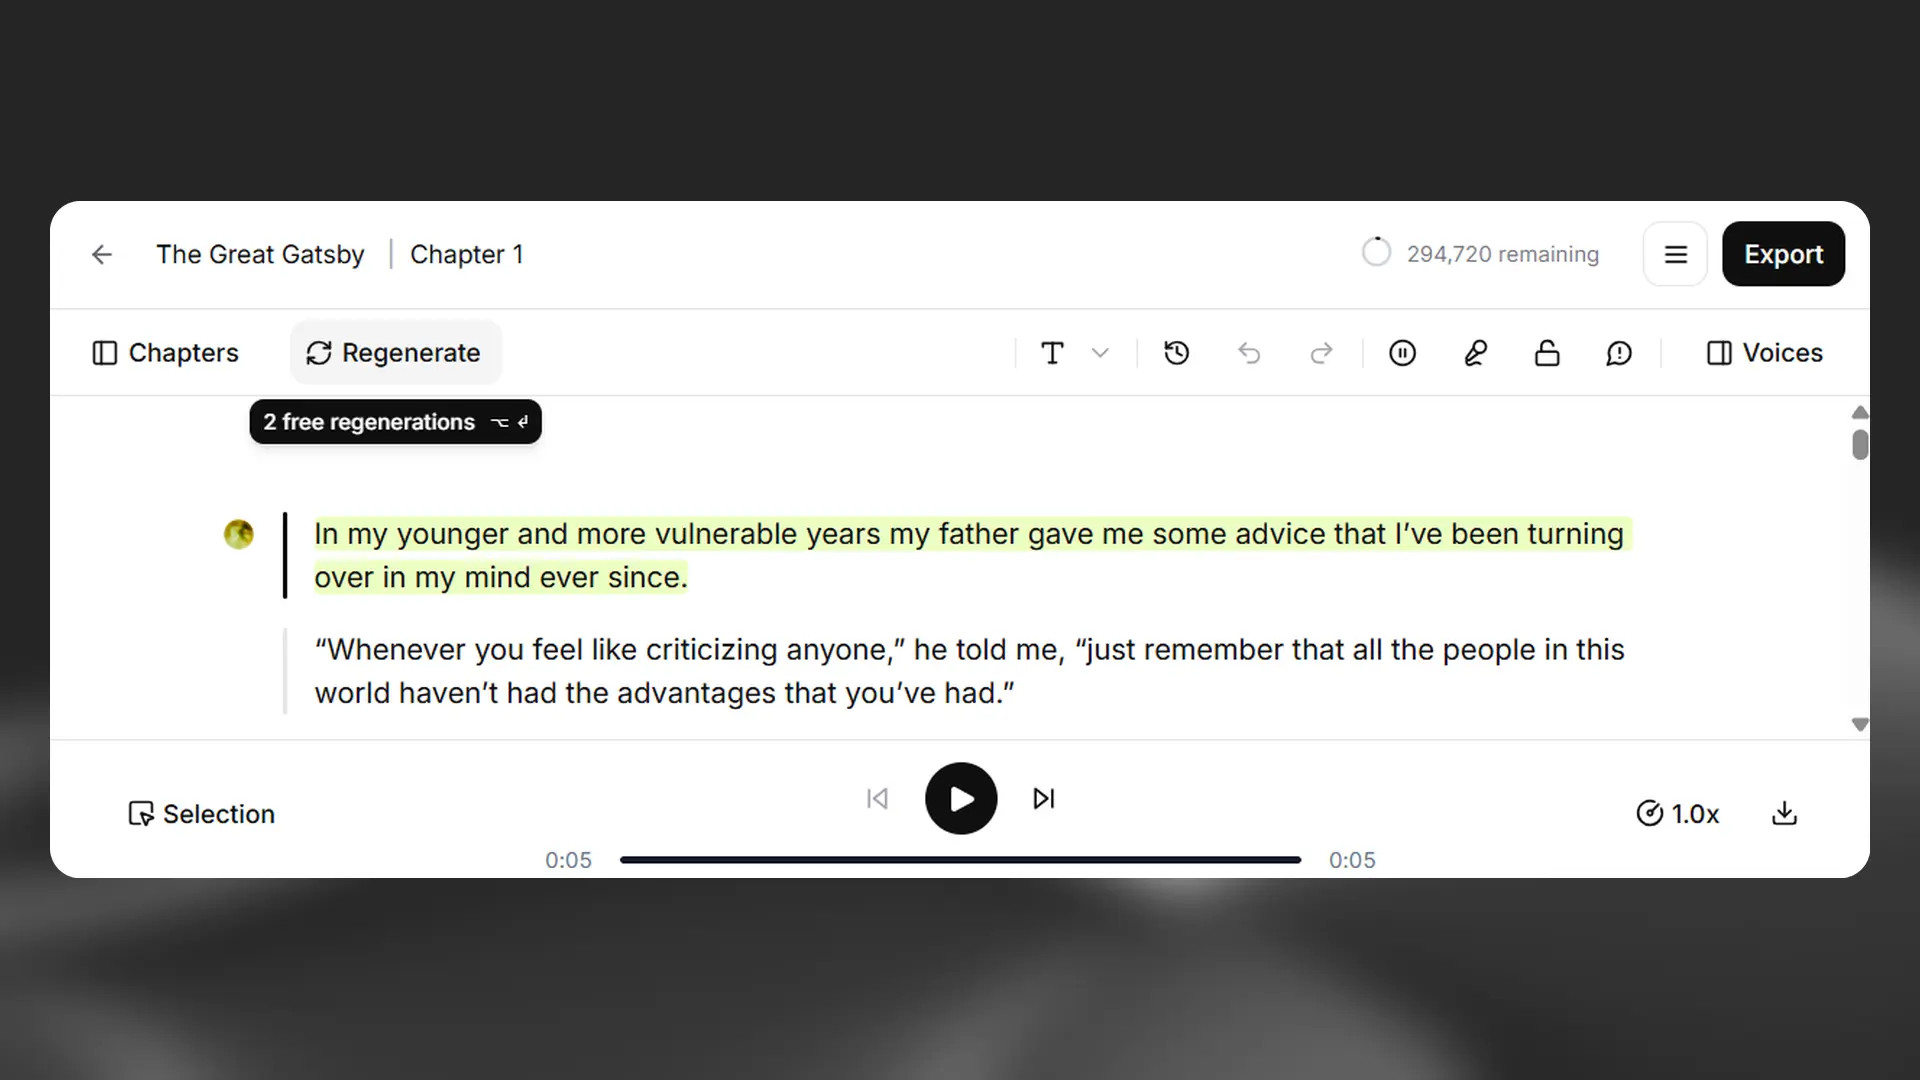 The Great Gatsby | Chapter 1
294,720 remaining
Export
Chapters
Regenerate
Voices
2 free regenerations ⌥ ↲
In my younger and more vulnerable years my father gave me some advice that I’ve been turning
over in my mind ever since.
“Whenever you feel like criticizing anyone,” he told me, “just remember that all the people in this
world haven’t had the advantages that you’ve had.”
Selection
1.0x
0:05
0:05